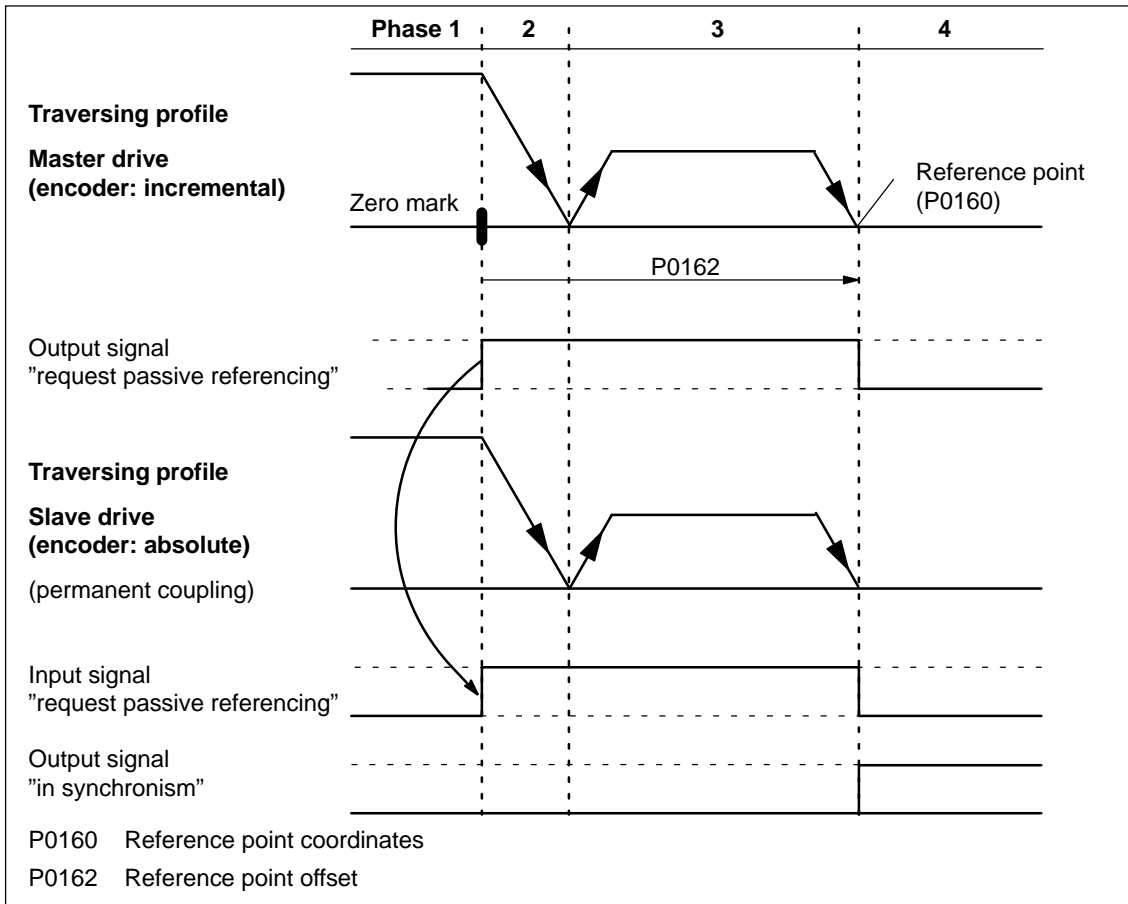 Phase 1 2 3 4
Traversing profile
Master drive
(encoder: incremental)
Zero mark
Reference point
(P0160)
P0162
Output signal
”request passive referencing”
Traversing profile
Slave drive
(encoder: absolute)
(permanent coupling)
Input signal
”request passive referencing”
Output signal
”in synchronism”
P0160 Reference point coordinates
P0162 Reference point offset